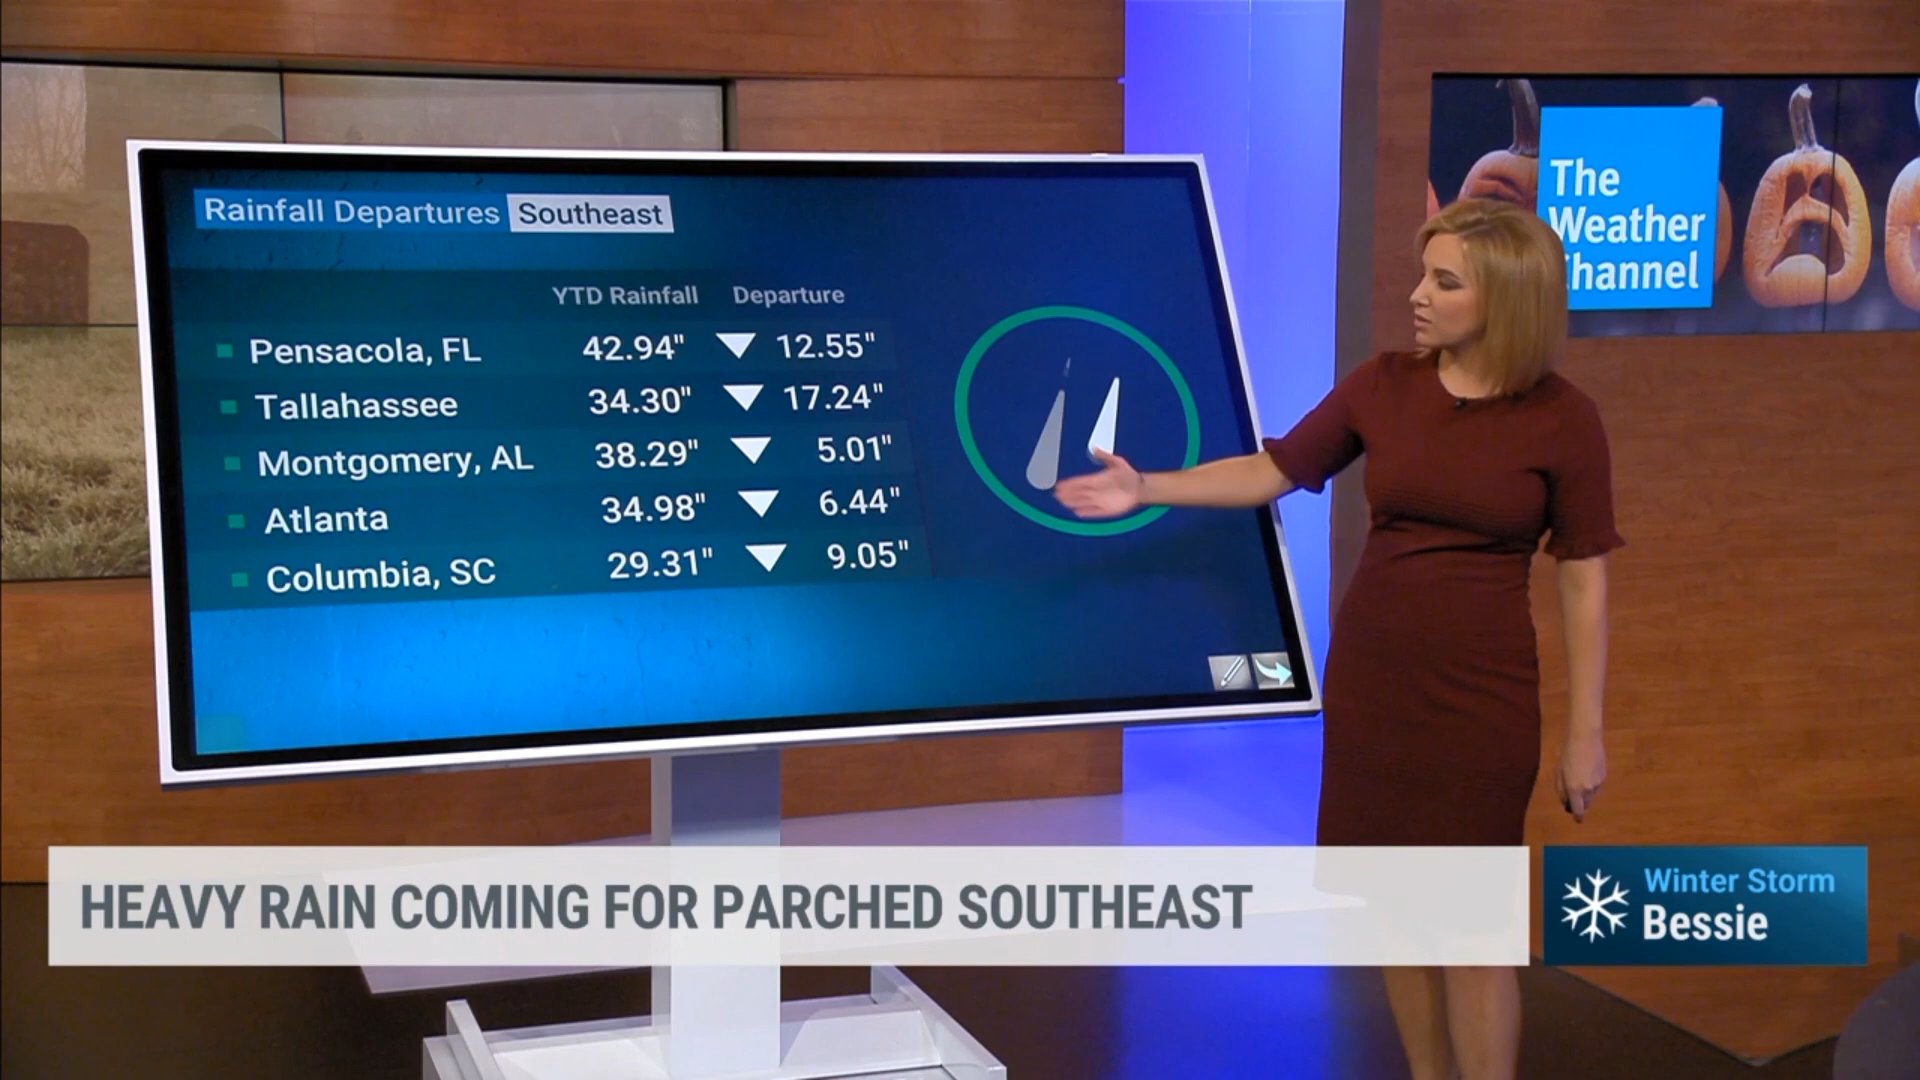 Rainfall Departures Southeast
YTD Rainfall Departure
Pensacola, FL 42.94" ▼ 12.55"
Tallahassee 34.30" ▼ 17.24"
Montgomery, AL 38.29" ▼ 5.01"
Atlanta 34.98" ▼ 6.44"
Columbia, SC 29.31" ▼ 9.05"
The
Weather
Channel
HEAVY RAIN COMING FOR PARCHED SOUTHEAST
Winter Storm
Bessie